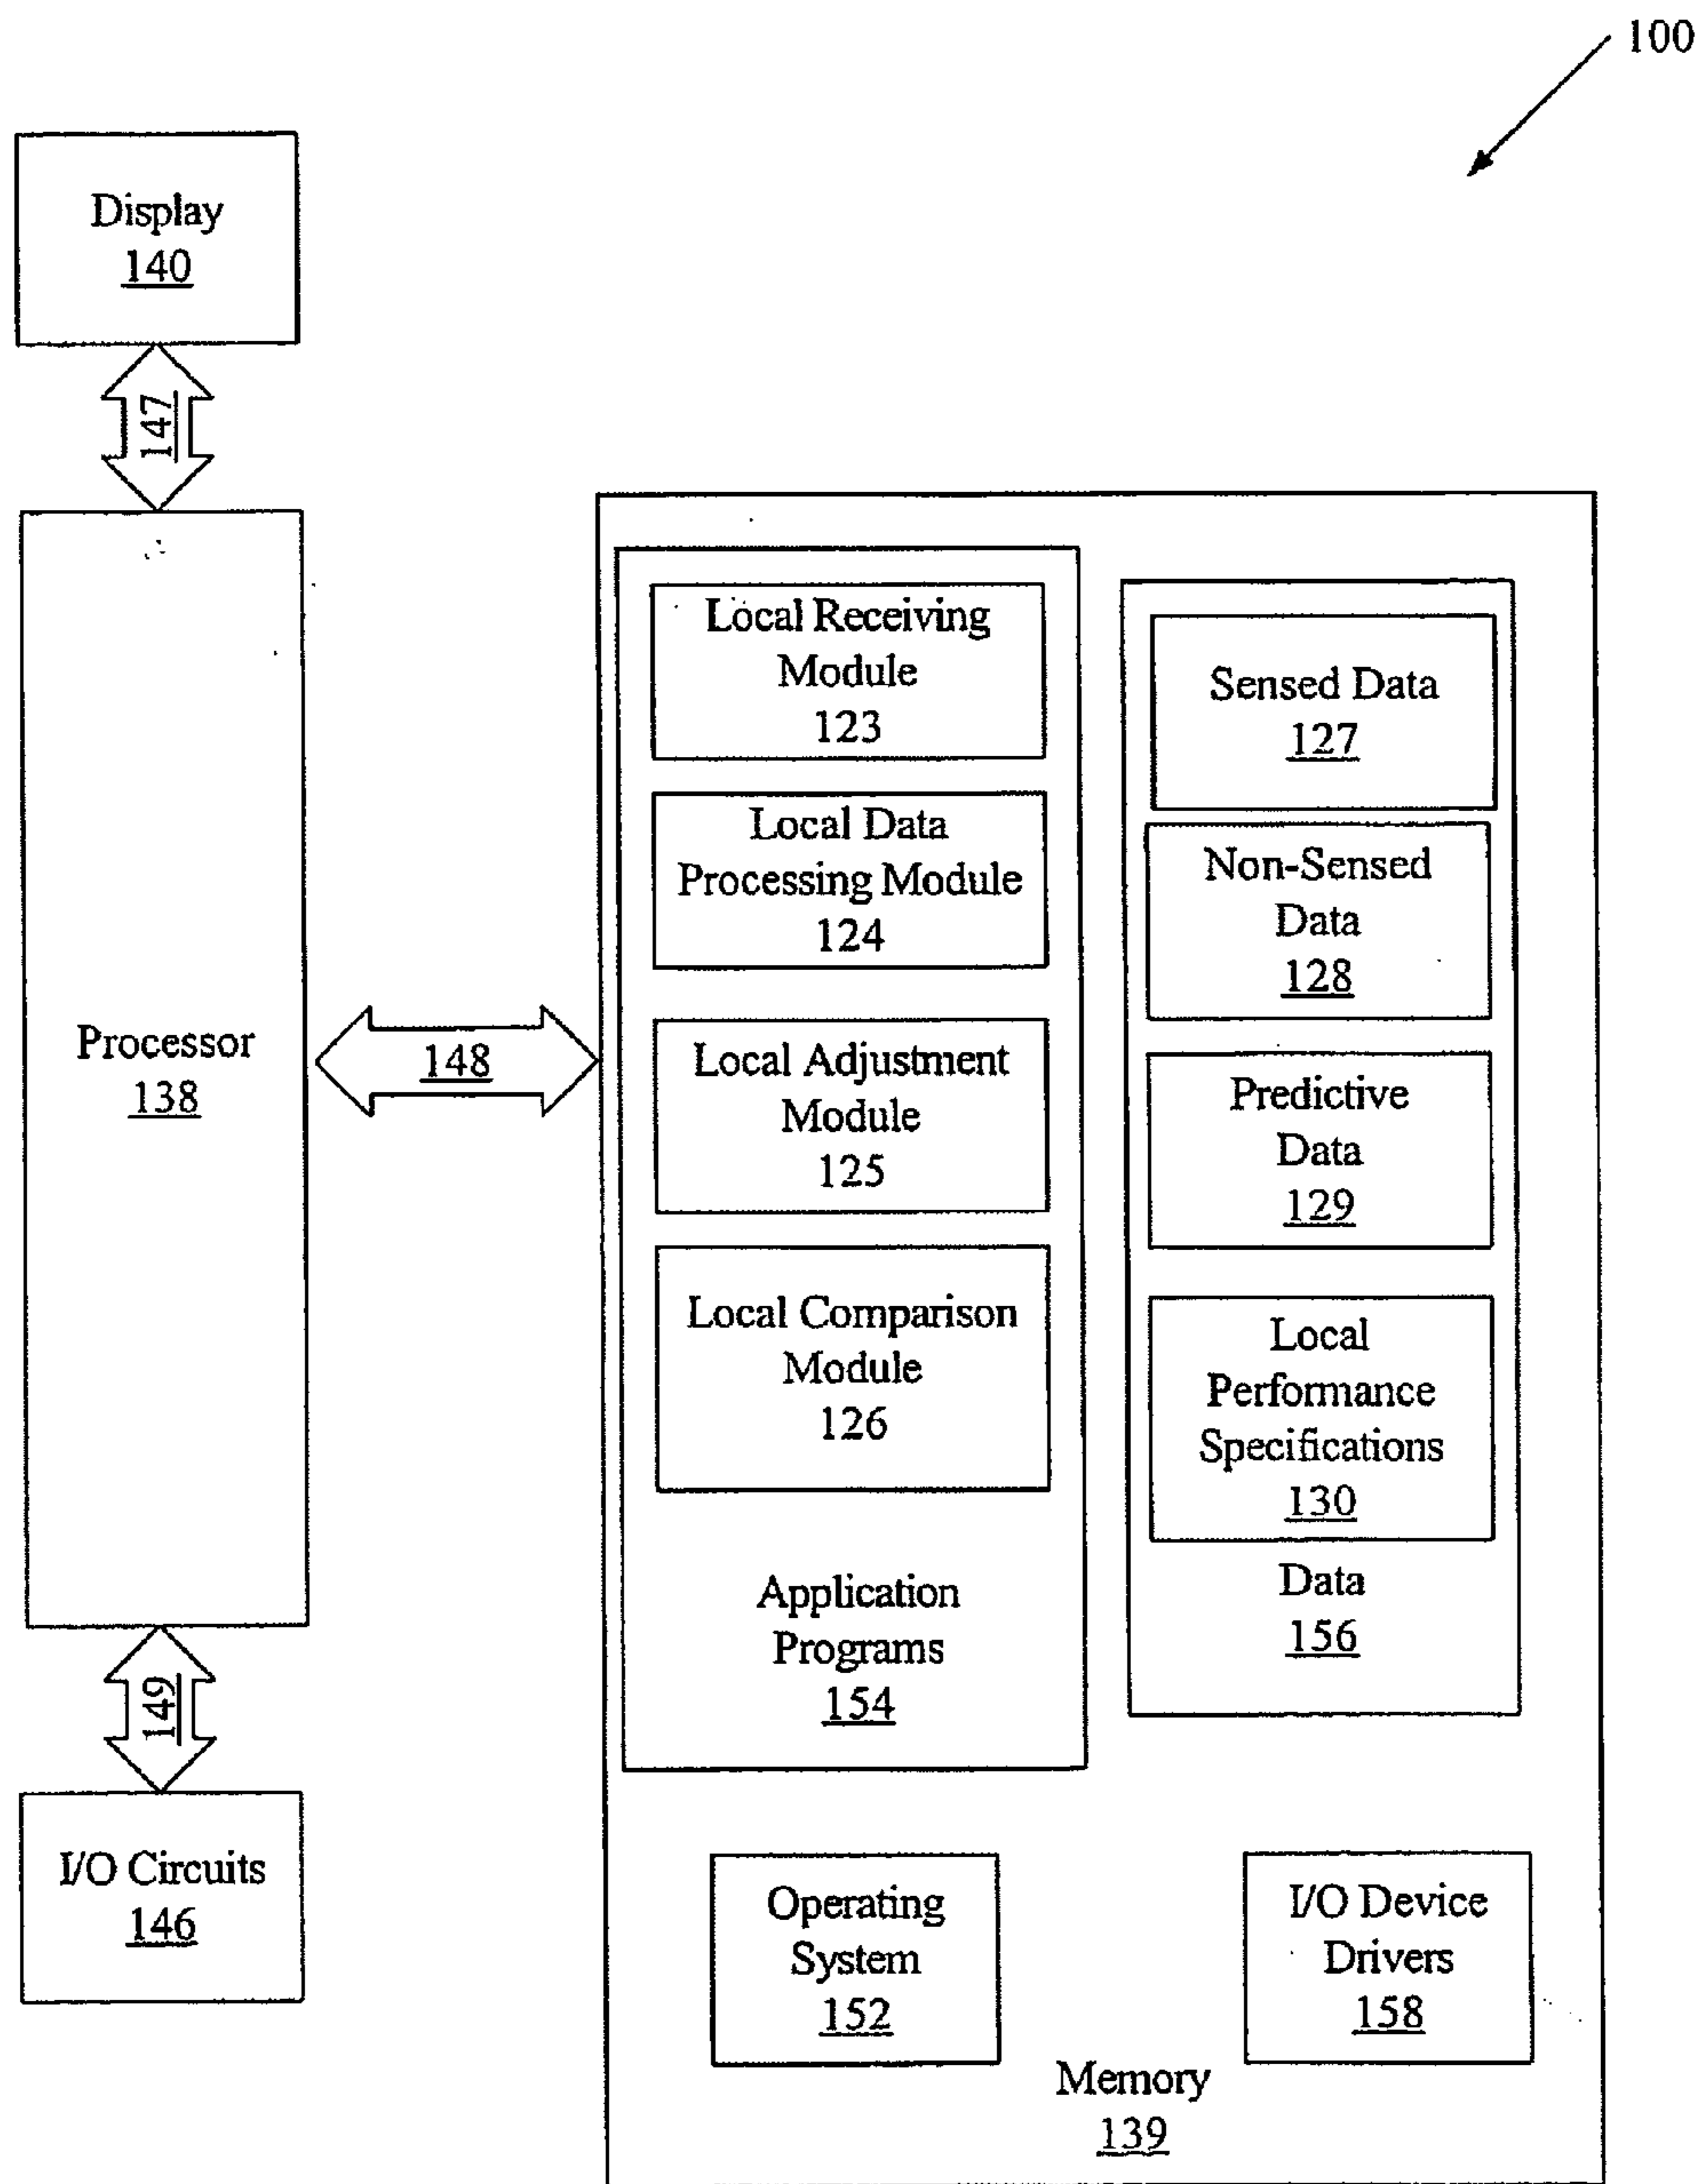 100
Display
140
147
Processor
138
148
149
I/O Circuits
146
Local Receiving
Module
123
Local Data
Processing Module
124
Local Adjustment
Module
125
Local Comparison
Module
126
Application
Programs
154
Sensed Data
127
Non-Sensed
Data
128
Predictive
Data
129
Local
Performance
Specifications
130
Data
156
Operating
System
152
I/O Device
Drivers
158
Memory
139